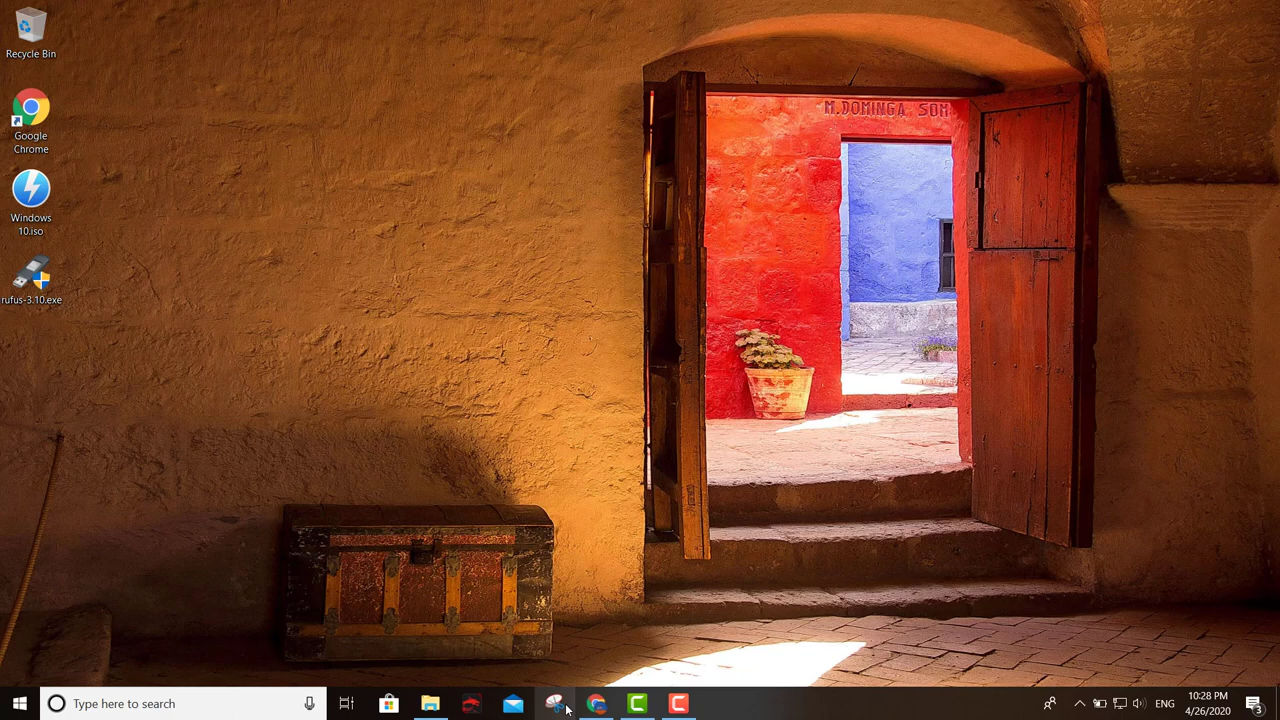 Recycle Bin
Google
Chrome
Windows
10.iso
rufus-3.10.exe
M.DOMINGA SOM
Type here to search
ENG
10:28 PM
4/26/2020
3